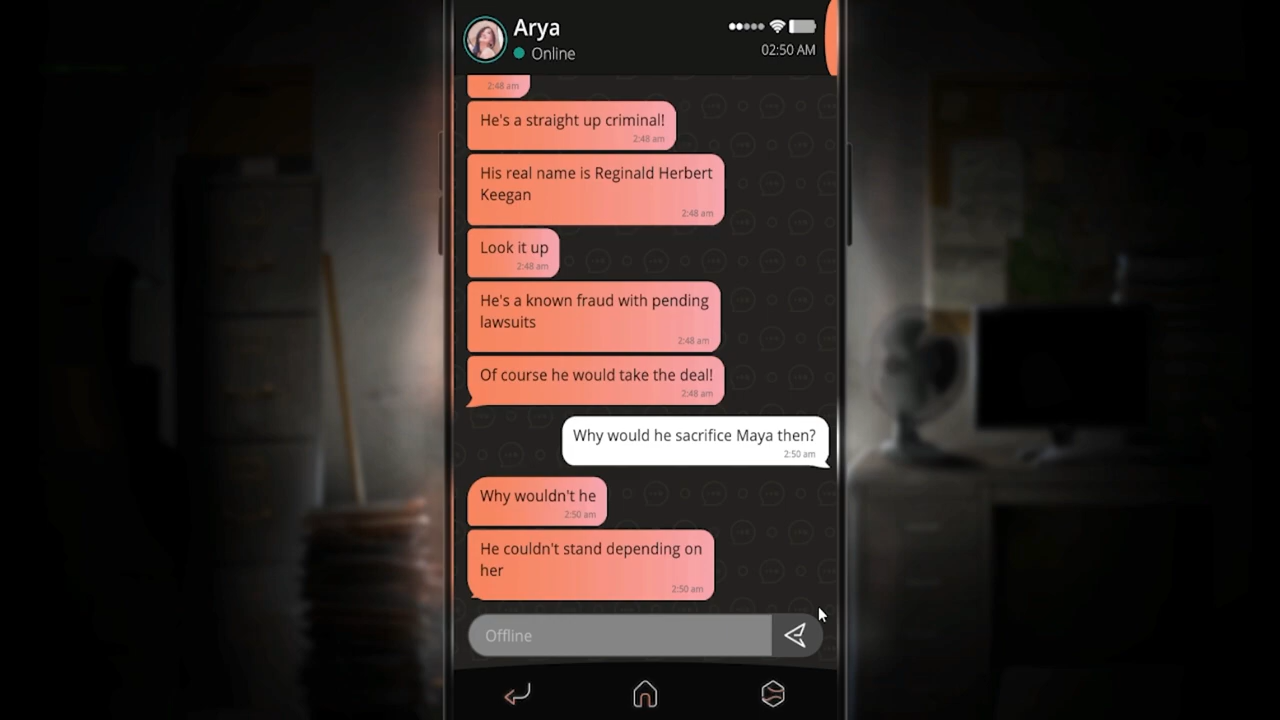 Arya
Online
02:50 AM
2:48 am
He's a straight up criminal!
2:48 am
His real name is Reginald Herbert
Keegan
2:48 am
Look it up
2:48 am
He's a known fraud with pending
lawsuits
2:48 am
Of course he would take the deal!
2:48 am
Why would he sacrifice Maya then?
2:50 am
Why wouldn't he
2:50 am
He couldn't stand depending on
her
2:50 am
Offline